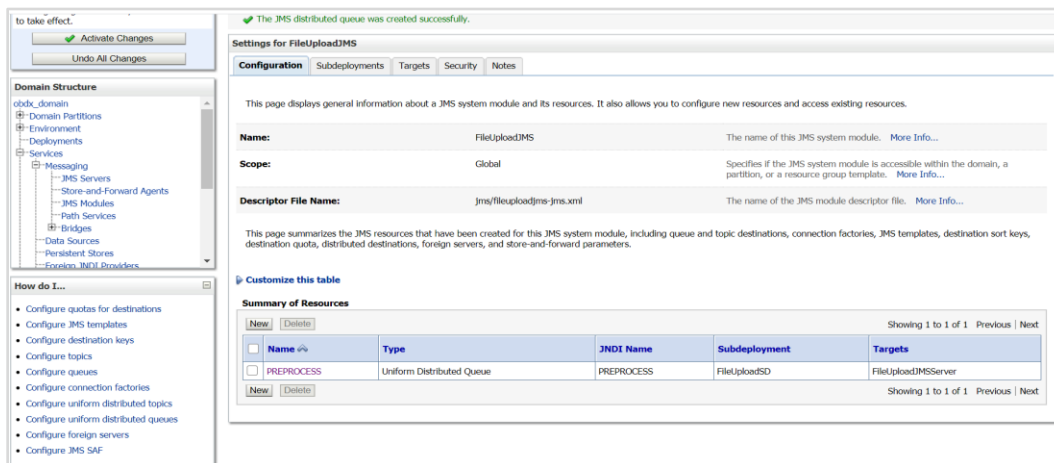 to take effect.
Activate Changes
Undo All Changes
Domain Structure
obdx_domain
Domain Partitions
Environment
Deployments
Services
Messaging
JMS Servers
Store-and-Forward Agents
JMS Modules
Path Services
Bridges
Data Sources
Persistent Stores
Foreign JNDI Providers
How do I...
Configure quotas for destinations
Configure JMS templates
Configure destination keys
Configure topics
Configure queues
Configure connection factories
Configure uniform distributed topics
Configure uniform distributed queues
Configure foreign servers
Configure JMS SAF
The JMS distributed queue was created successfully.
Settings for FileUploadJMS
Configuration Subdeployments Targets Security Notes
This page displays general information about a JMS system module and its resources. It also allows you to configure new resources and access existing resources.
Name: FileUploadJMS The name of this JMS system module. More Info...
Scope: Global Specifies if the JMS system module is accessible within the domain, a
partition, or a resource group template. More Info...
Descriptor File Name: jms/fileuploadjms-jms.xml The name of the JMS module descriptor file. More Info...
This page summarizes the JMS resources that have been created for this JMS system module, including queue and topic destinations, connection factories, JMS templates, destination sort keys,
destination quota, distributed destinations, foreign servers, and store-and-forward parameters.
Customize this table
Summary of Resources
New Delete Showing 1 to 1 of 1 Previous | Next
Name Type JNDI Name Subdeployment Targets
PREPROCESS Uniform Distributed Queue PREPROCESS FileUploadSD FileUploadJMSServer
New Delete Showing 1 to 1 of 1 Previous | Next